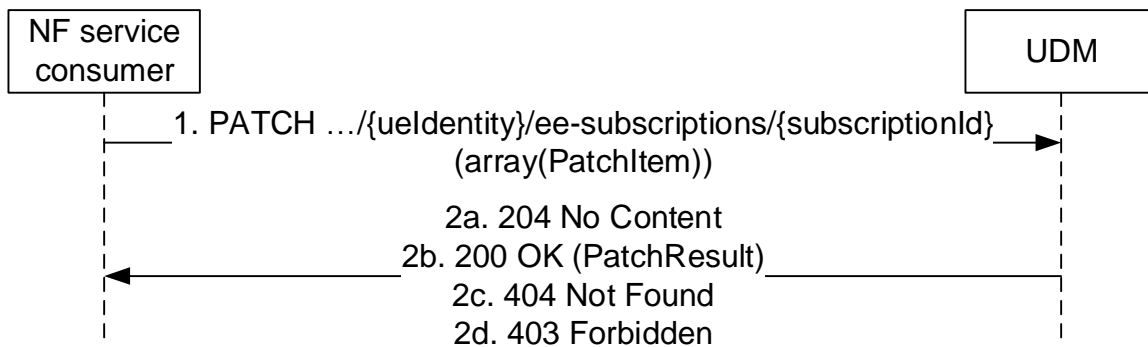 NF service
consumer
UDM
1. PATCH …/{ueIdentity}/ee-subscriptions/{subscriptionId}
(array(PatchItem))
2a. 204 No Content
2b. 200 OK (PatchResult)
2c. 404 Not Found
2d. 403 Forbidden